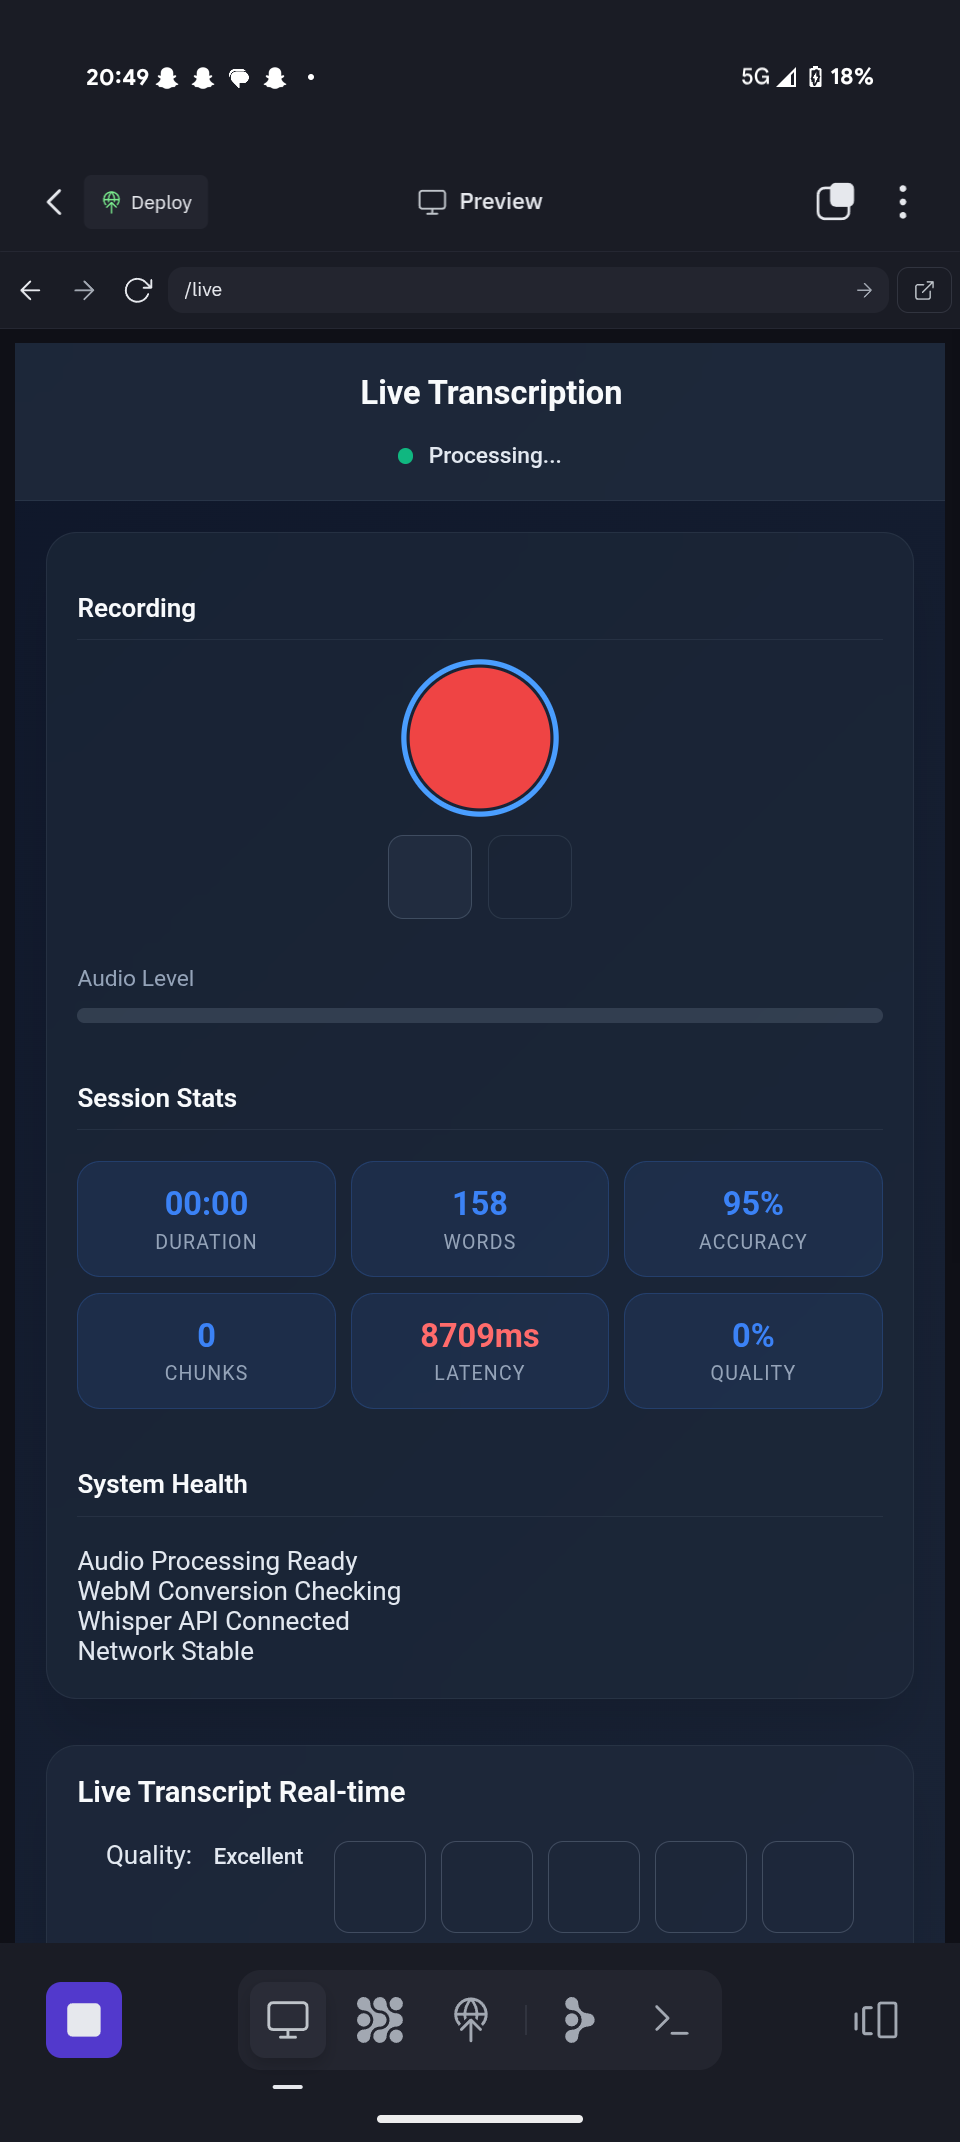 20:49
5G 18%
Deploy
Preview
/live
Live Transcription
Processing...
Recording
Audio Level
Session Stats
00:00 158 95%
DURATION WORDS ACCURACY
0 8709ms 0%
CHUNKS LATENCY QUALITY
System Health
Audio Processing Ready
WebM Conversion Checking
Whisper API Connected
Network Stable
Live Transcript Real-time
Quality: Excellent